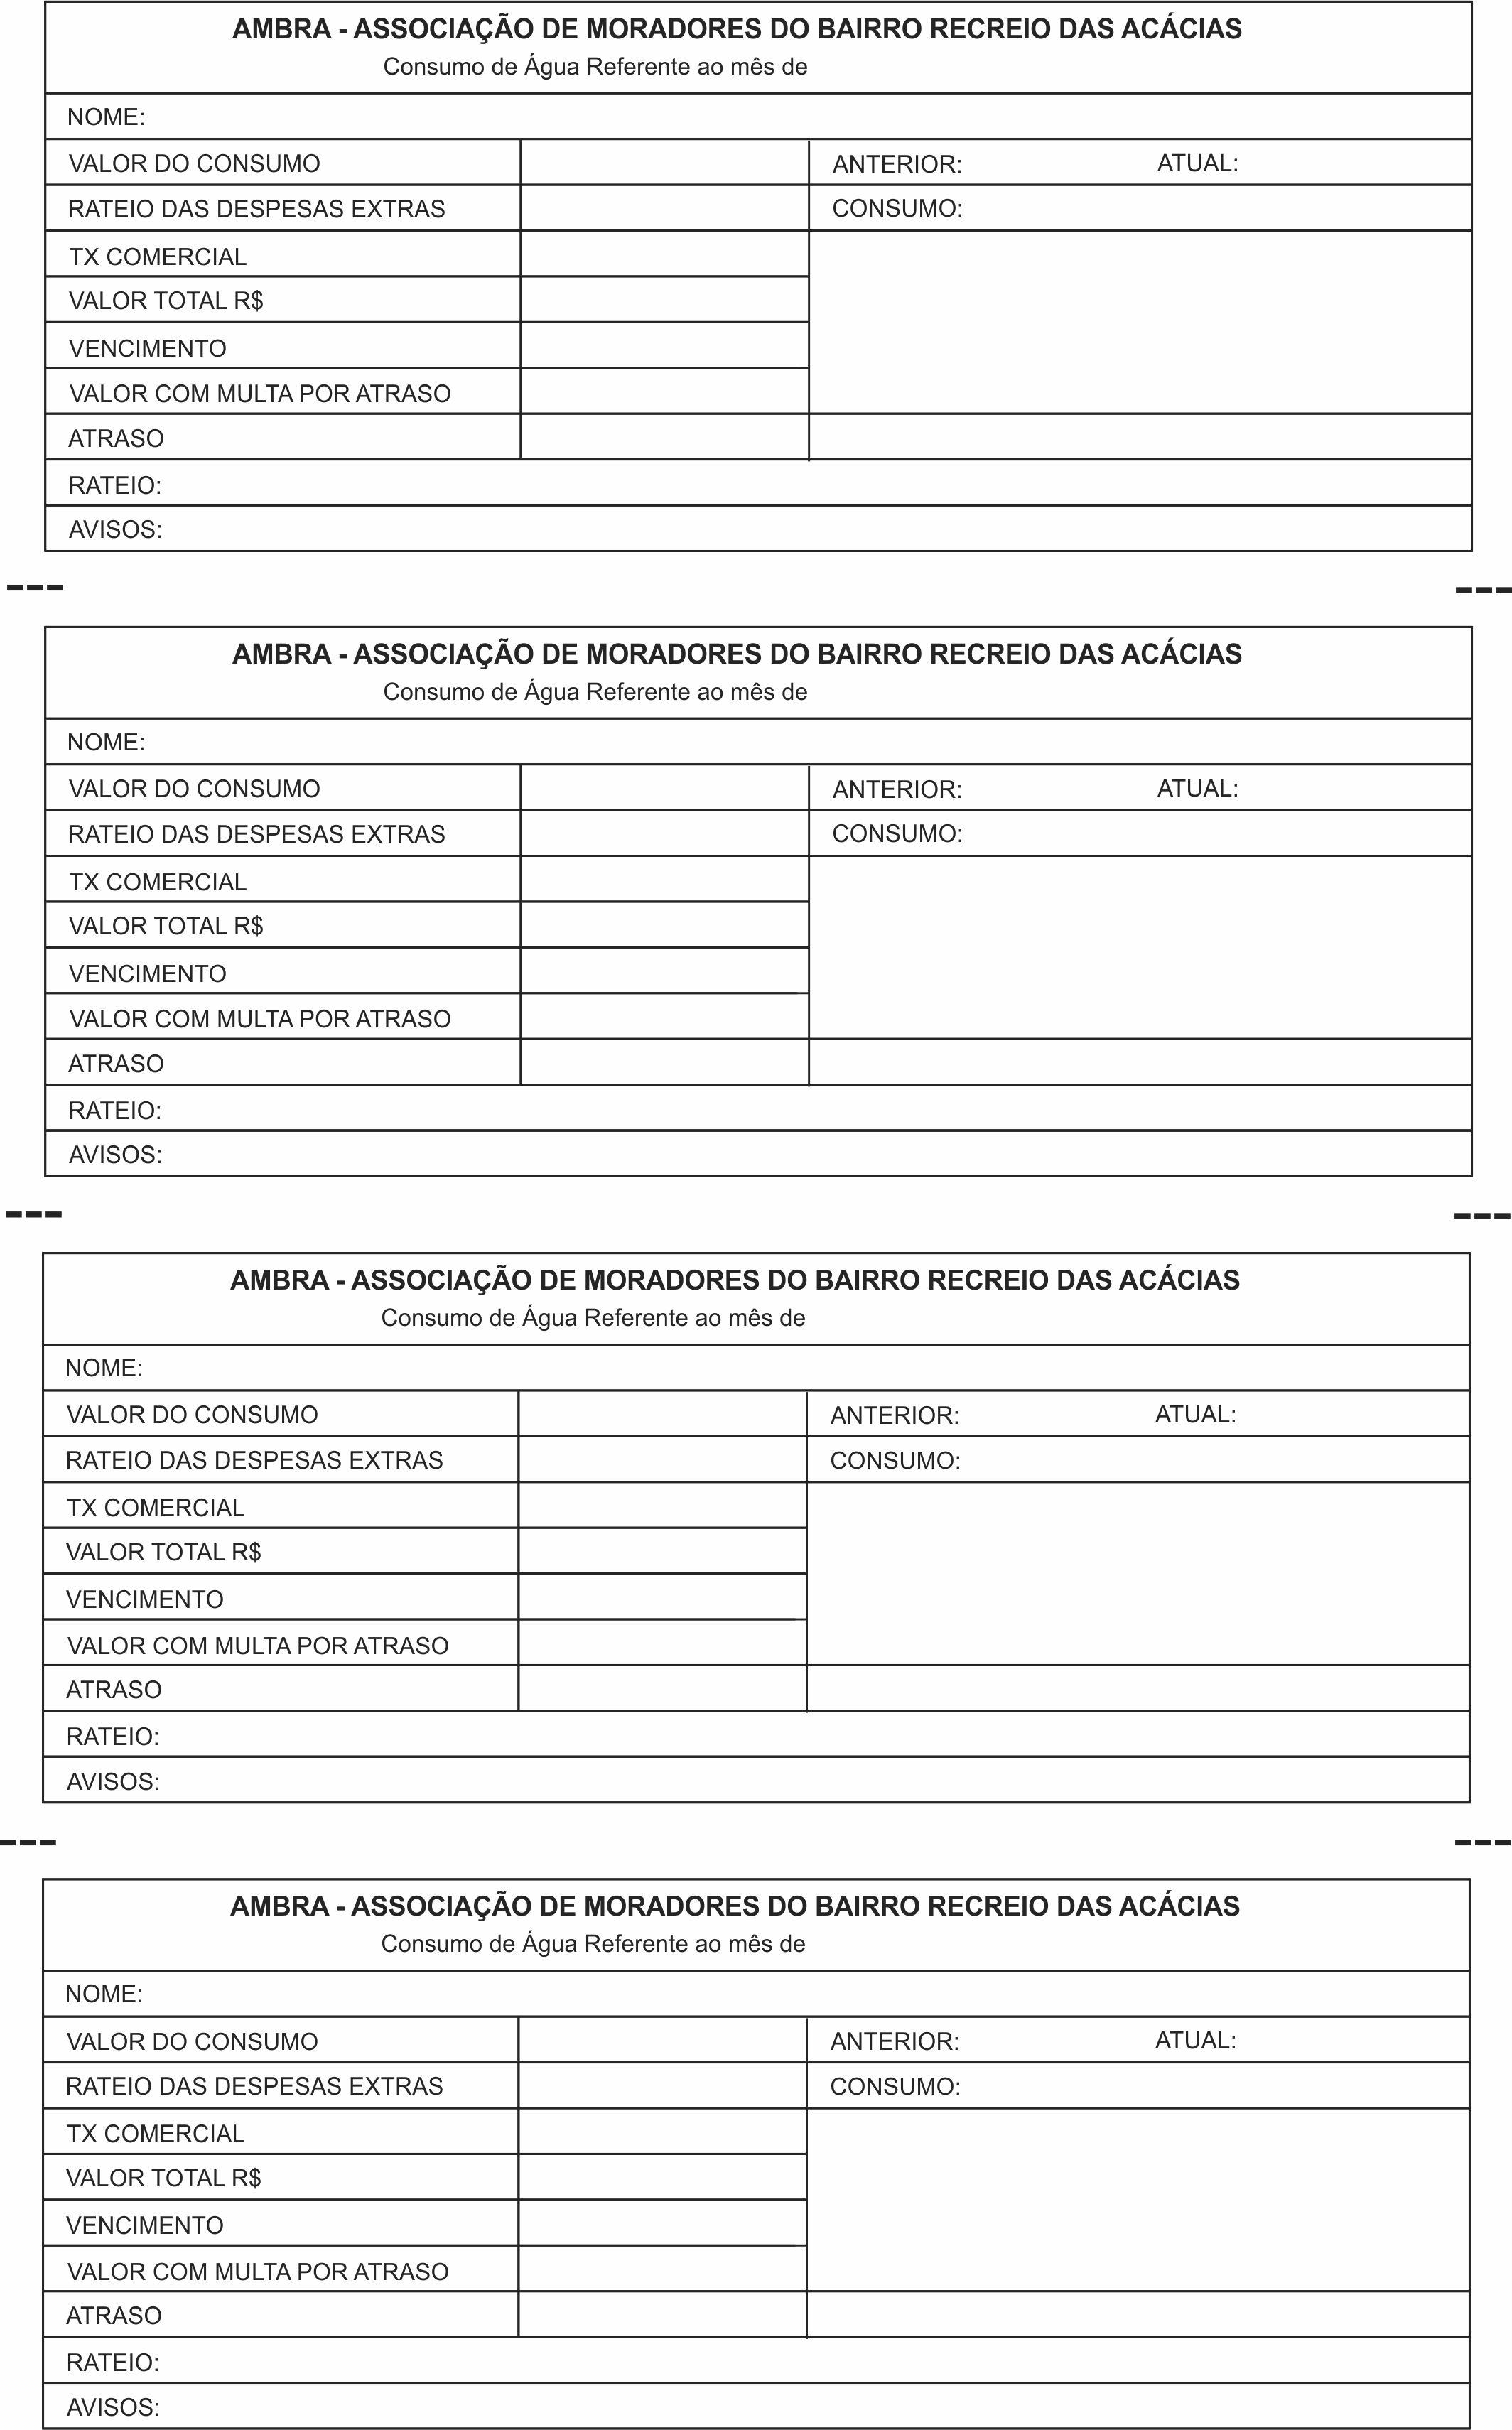 AMBRA - ASSOCIAÇÃO DE MORADORES DO BAIRRO RECREIO DAS ACÁCIAS
Consumo de Água Referente ao mês de
NOME:
VALOR DO CONSUMO ANTERIOR: ATUAL:
RATEIO DAS DESPESAS EXTRAS CONSUMO:
TX COMERCIAL
VALOR TOTAL R$
VENCIMENTO
VALOR COM MULTA POR ATRASO
ATRASO
RATEIO:
AVISOS:
AMBRA - ASSOCIAÇÃO DE MORADORES DO BAIRRO RECREIO DAS ACÁCIAS
Consumo de Água Referente ao mês de
NOME:
VALOR DO CONSUMO ANTERIOR: ATUAL:
RATEIO DAS DESPESAS EXTRAS CONSUMO:
TX COMERCIAL
VALOR TOTAL R$
VENCIMENTO
VALOR COM MULTA POR ATRASO
ATRASO
RATEIO:
AVISOS:
AMBRA - ASSOCIAÇÃO DE MORADORES DO BAIRRO RECREIO DAS ACÁCIAS
Consumo de Água Referente ao mês de
NOME:
VALOR DO CONSUMO ANTERIOR: ATUAL:
RATEIO DAS DESPESAS EXTRAS CONSUMO:
TX COMERCIAL
VALOR TOTAL R$
VENCIMENTO
VALOR COM MULTA POR ATRASO
ATRASO
RATEIO:
AVISOS:
AMBRA - ASSOCIAÇÃO DE MORADORES DO BAIRRO RECREIO DAS ACÁCIAS
Consumo de Água Referente ao mês de
NOME:
VALOR DO CONSUMO ANTERIOR: ATUAL:
RATEIO DAS DESPESAS EXTRAS CONSUMO:
TX COMERCIAL
VALOR TOTAL R$
VENCIMENTO
VALOR COM MULTA POR ATRASO
ATRASO
RATEIO:
AVISOS: